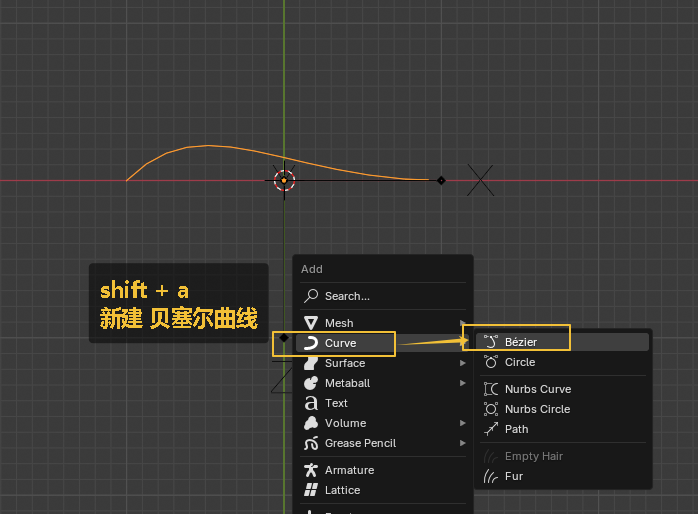 shift + a
新建 贝塞尔曲线
Add
Search...
Mesh
Curve
Surface
Metaball
Text
Volume
Grease Pencil
Armature
Lattice
Bézier
Circle
Nurbs Curve
Nurbs Circle
Path
Empty Hair
Fur